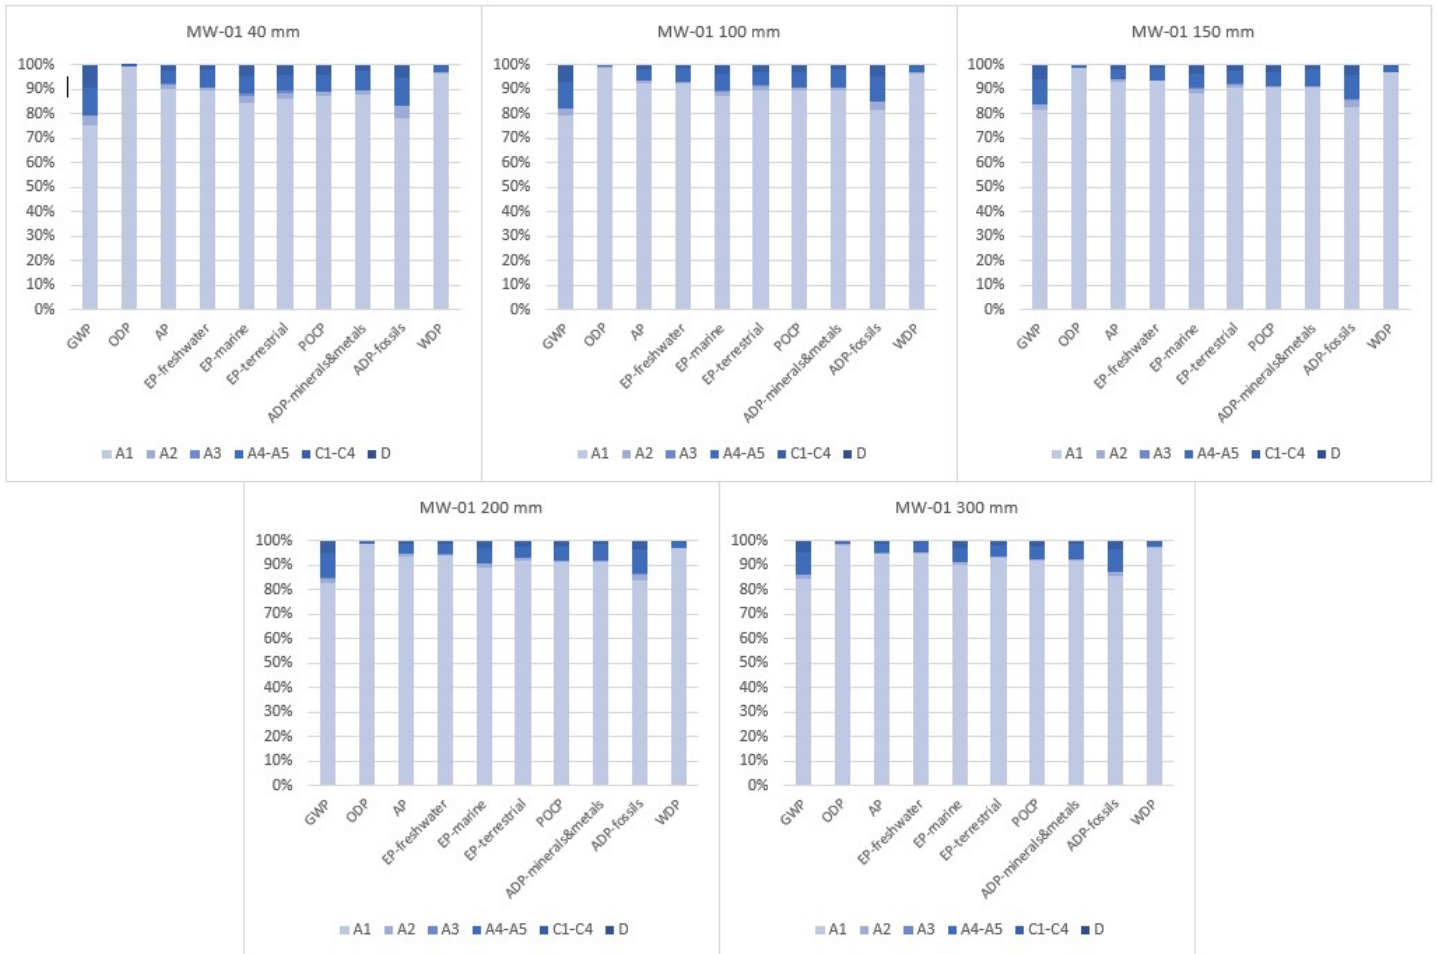 MW-01 40 mm
100%
90%
80%
70%
60%
50%
40%
30%
20%
10%
0%
GWP
ODP
AP
EP-freshwater
EP-marine
EP-terrestrial
POCP
ADP-minerals&metals
ADP-fossils
WDP
A1 A2 A3 A4-A5 C1-C4 D
MW-01 100 mm
100%
90%
80%
70%
60%
50%
40%
30%
20%
10%
0%
GWP
ODP
AP
EP-freshwater
EP-marine
EP-terrestrial
POCP
ADP-minerals&metals
ADP-fossils
WDP
A1 A2 A3 A4-A5 C1-C4 D
MW-01 150 mm
100%
90%
80%
70%
60%
50%
40%
30%
20%
10%
0%
GWP
ODP
AP
EP-freshwater
EP-marine
EP-terrestrial
POCP
ADP-minerals&metals
ADP-fossils
WDP
A1 A2 A3 A4-A5 C1-C4 D
MW-01 200 mm
100%
90%
80%
70%
60%
50%
40%
30%
20%
10%
0%
GWP
ODP
AP
EP-freshwater
EP-marine
EP-terrestrial
POCP
ADP-minerals&metals
ADP-fossils
WDP
A1 A2 A3 A4-A5 C1-C4 D
MW-01 300 mm
100%
90%
80%
70%
60%
50%
40%
30%
20%
10%
0%
GWP
ODP
AP
EP-freshwater
EP-marine
EP-terrestrial
POCP
ADP-minerals&metals
ADP-fossils
WDP
A1 A2 A3 A4-A5 C1-C4 D